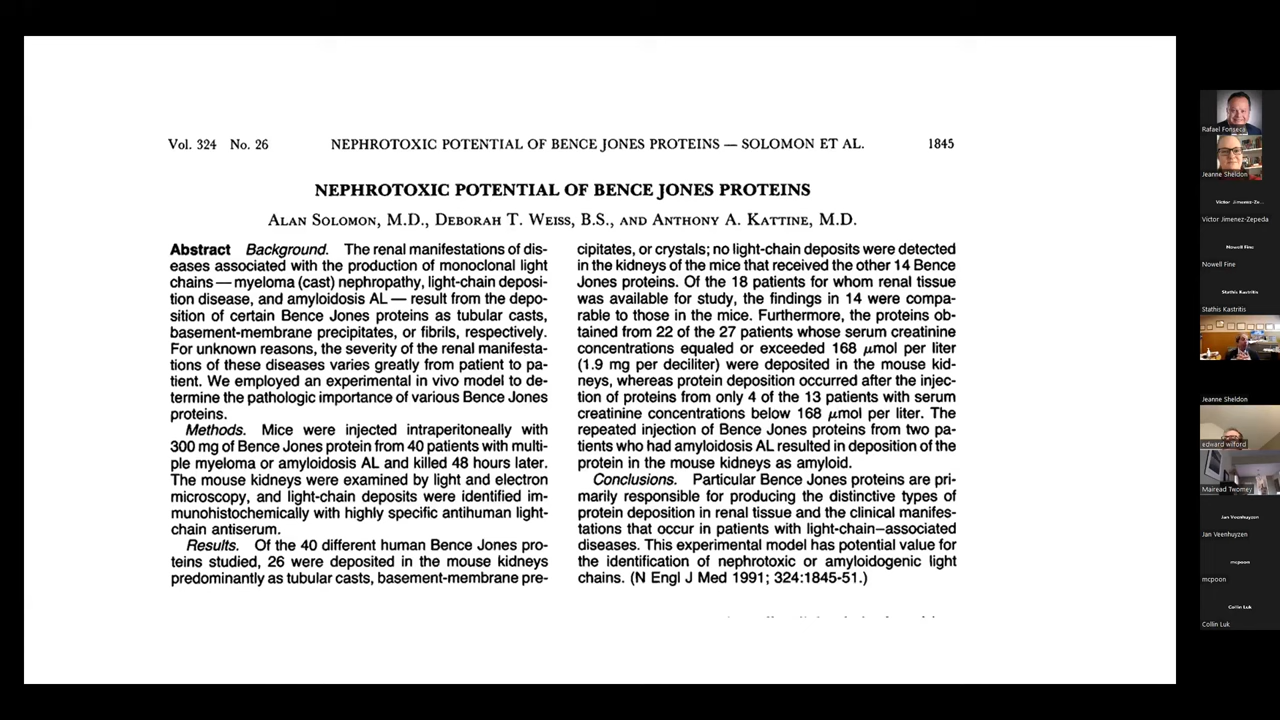 Vol. 324 No. 26 NEPHROTOXIC POTENTIAL OF BENCE JONES PROTEINS — SOLOMON ET AL. 1845
NEPHROTOXIC POTENTIAL OF BENCE JONES PROTEINS
ALAN SOLOMON, M.D., DEBORAH T. WEISS, B.S., AND ANTHONY A. KATTINE, M.D.
Abstract Background. The renal manifestations of dis-
eases associated with the production of monoclonal light
chains — myeloma (cast) nephropathy, light-chain deposi-
tion disease, and amyloidosis AL — result from the depo-
sition of certain Bence Jones proteins as tubular casts,
basement-membrane precipitates, or fibrils, respectively.
For unknown reasons, the severity of the renal manifesta-
tions of these diseases varies greatly from patient to pa-
tient. We employed an experimental in vivo model to de-
termine the pathologic importance of various Bence Jones
proteins.
Methods. Mice were injected intraperitoneally with
300 mg of Bence Jones protein from 40 patients with multi-
ple myeloma or amyloidosis AL and killed 48 hours later.
The mouse kidneys were examined by light and electron
microscopy, and light-chain deposits were identified im-
munohistochemically with highly specific antihuman light-
chain antiserum.
Results. Of the 40 different human Bence Jones pro-
teins studied, 26 were deposited in the mouse kidneys
predominantly as tubular casts, basement-membrane pre-
cipitates, or crystals; no light-chain deposits were detected
in the kidneys of the mice that received the other 14 Bence
Jones proteins. Of the 18 patients for whom renal tissue
was available for study, the findings in 14 were compa-
rable to those in the mice. Furthermore, the proteins ob-
tained from 22 of the 27 patients whose serum creatinine
concentrations equaled or exceeded 168 μmol per liter
(1.9 mg per deciliter) were deposited in the mouse kid-
neys, whereas protein deposition occurred after the injec-
tion of proteins from only 4 of the 13 patients with serum
creatinine concentrations below 168 μmol per liter. The
repeated injection of Bence Jones proteins from two pa-
tients who had amyloidosis AL resulted in deposition of the
protein in the mouse kidneys as amyloid.
Conclusions. Particular Bence Jones proteins are pri-
marily responsible for producing the distinctive types of
protein deposition in renal tissue and the clinical manifes-
tations that occur in patients with light-chain–associated
diseases. This experimental model has potential value for
the identification of nephrotoxic or amyloidogenic light
chains. (N Engl J Med 1991; 324:1845-51.)
Rafael Fonseca
Jeanne Sheldon
Victor Jimenez-Ze...
Victor Jimenez-Zepeda
Nowell Fine
Nowell Fine
Stathis Kastritis
Stathis Kastritis
Jeanne Sheldon
edward wilford
Mairead Twomey
Jan Veenhuyzen
Jan Veenhuyzen
mcpoon
mcpoon
Collin Luk
Collin Luk